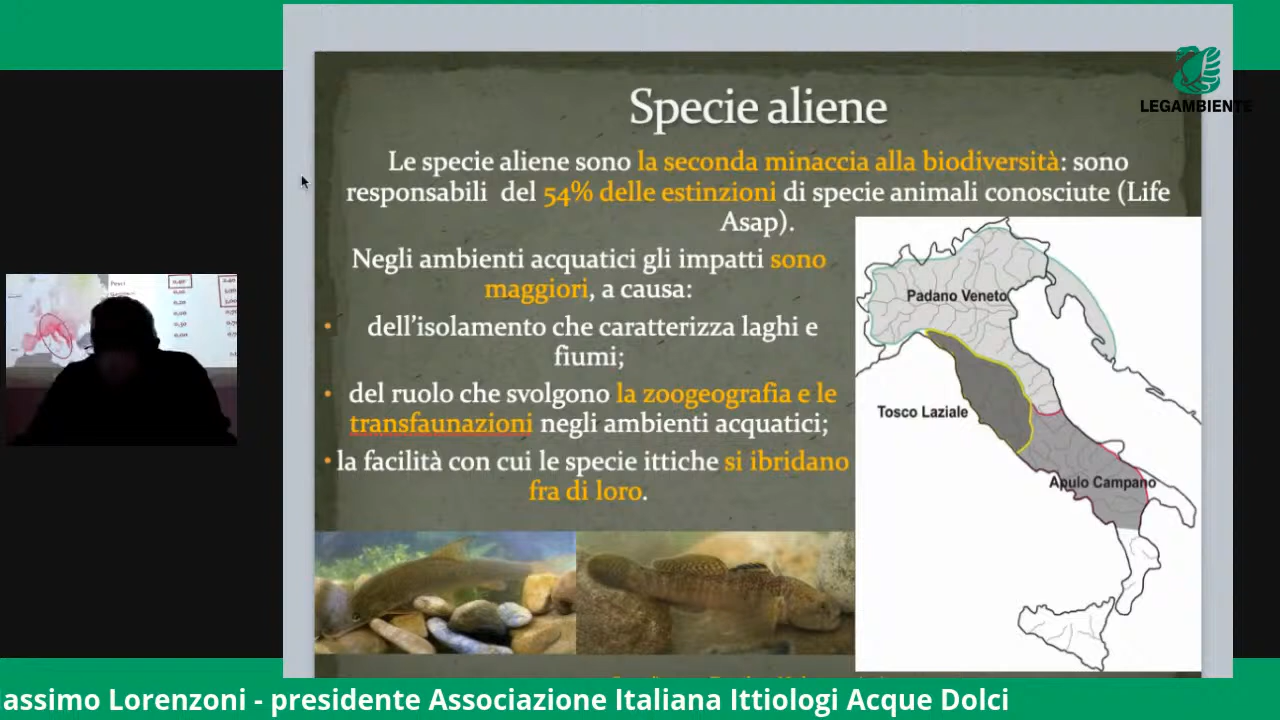 LEGAMBIENTE
Specie aliene
Le specie aliene sono la seconda minaccia alla biodiversità: sono
responsabili del 54% delle estinzioni di specie animali conosciute (Life
Asap).
Negli ambienti acquatici gli impatti sono
maggiori, a causa:
• dell’isolamento che caratterizza laghi e
fiumi;
• del ruolo che svolgono la zoogeografia e le
transfaunazioni negli ambienti acquatici;
• la facilità con cui le specie ittiche si ibridano
fra di loro.
Padano Veneto
Tosco Laziale
Apulo Campano
assimo Lorenzoni - presidente Associazione Italiana Ittiologi Acque Dolci